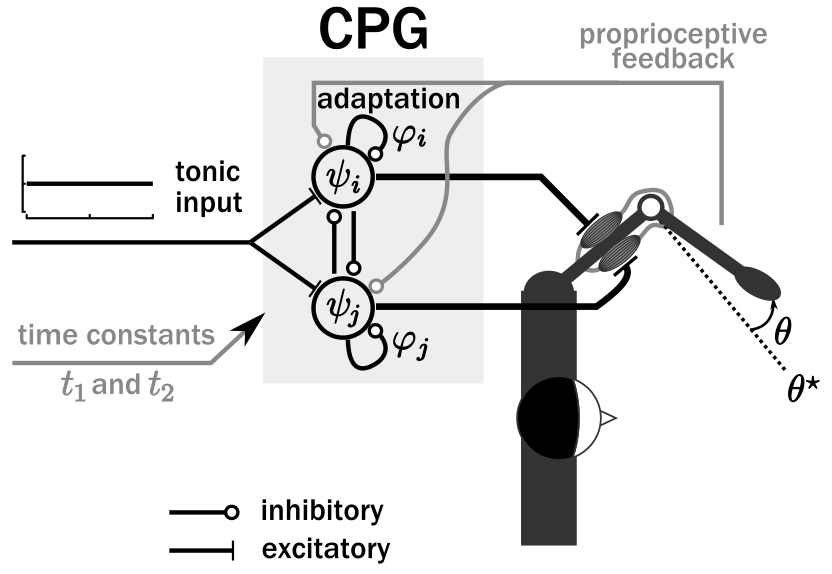 CPG
proprioceptive
feedback
adaptation
φi
ψi
tonic
input
ψj
φj
time constants
t1 and t2
θ
θ*
inhibitory
excitatory